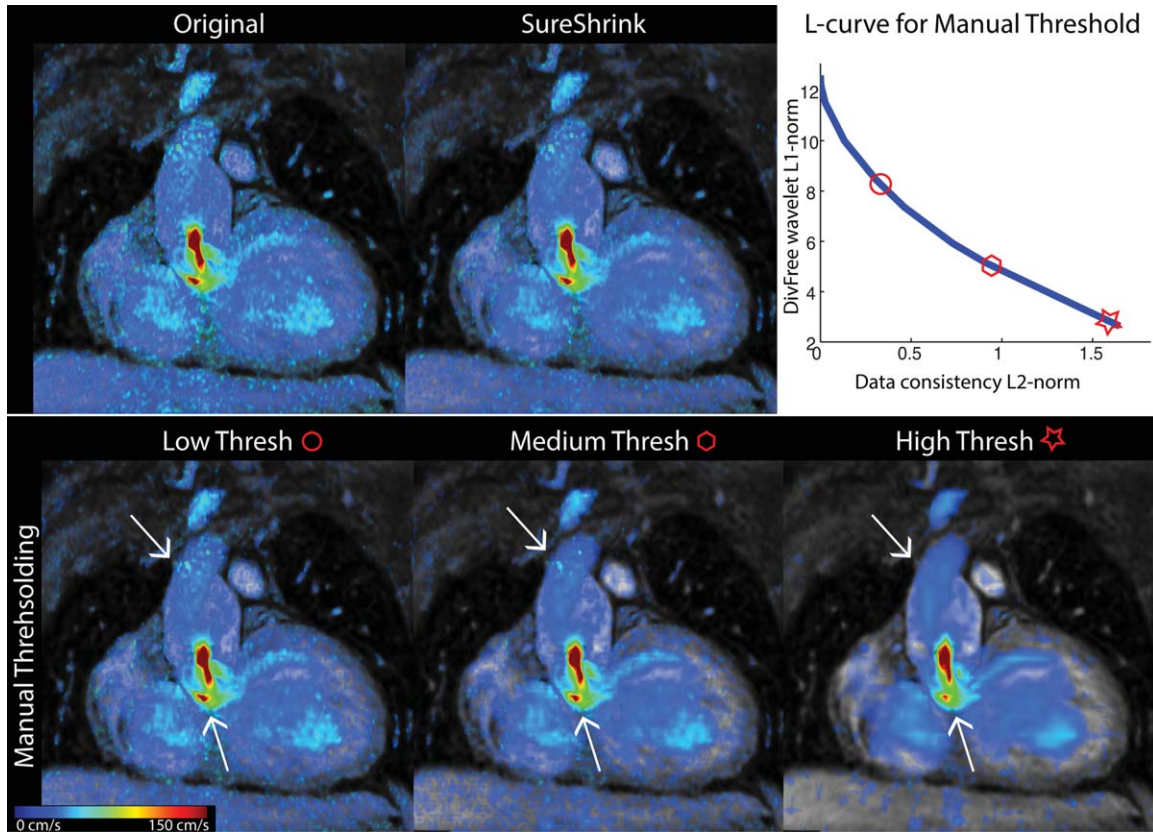 Original
SureShrink
L-curve for Manual Threshold
DivFree wavelet L1-norm
12
10
8
6
4
2
0
0.5
1
1.5
Data consistency L2-norm
Low Thresh
Medium Thresh
High Thresh
Manual Threhsolding
0 cm/s
150 cm/s